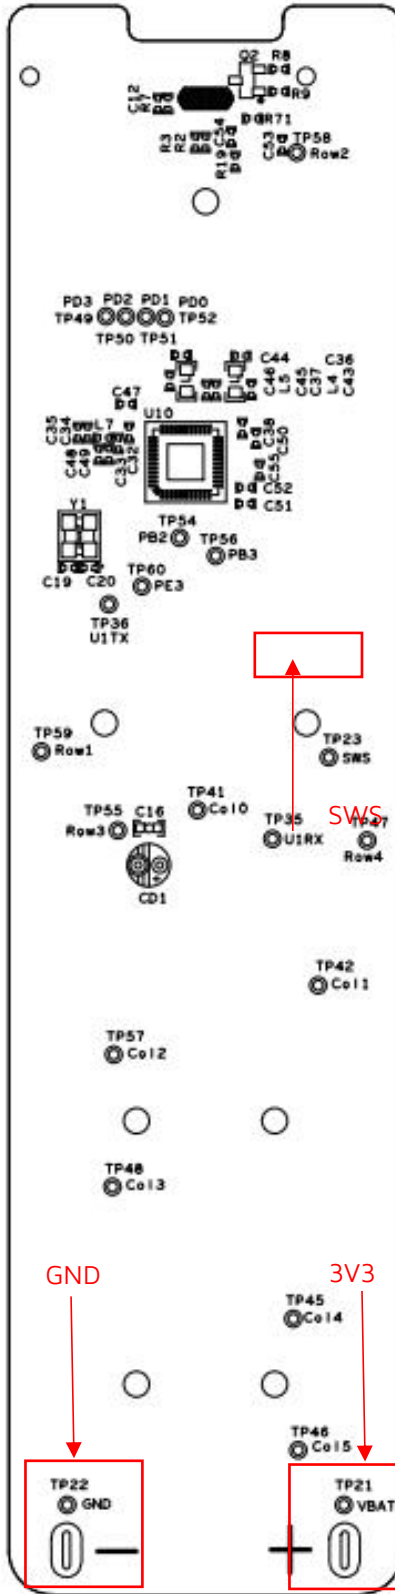 Q2 R8
R9
C12
R7
R71
R3
R2
C54
R19
C53
TP58
Row2
PD3 PD2 PD1 PD0
TP49 TP52
TP50 TP51
C44
C36
C46
L5
C45
C37
L4
C43
C47
U10
C35
C34
L7
C48
C49
C33
C32
C38
C50
C55
C52
C51
Y1
TP54
PB2
TP56
PB3
C19 C20
TP60
PE3
TP36
U1TX
TP59
Row1
TP23
SWS
TP41
Col0
TP55
Row3
C16
TP35
U1RX
SWS
TP47
Row4
CD1
TP42
Col1
TP57
Col2
TP48
Col3
GND
3V3
TP45
Col4
TP46
Col5
TP22
GND
TP21
VBAT